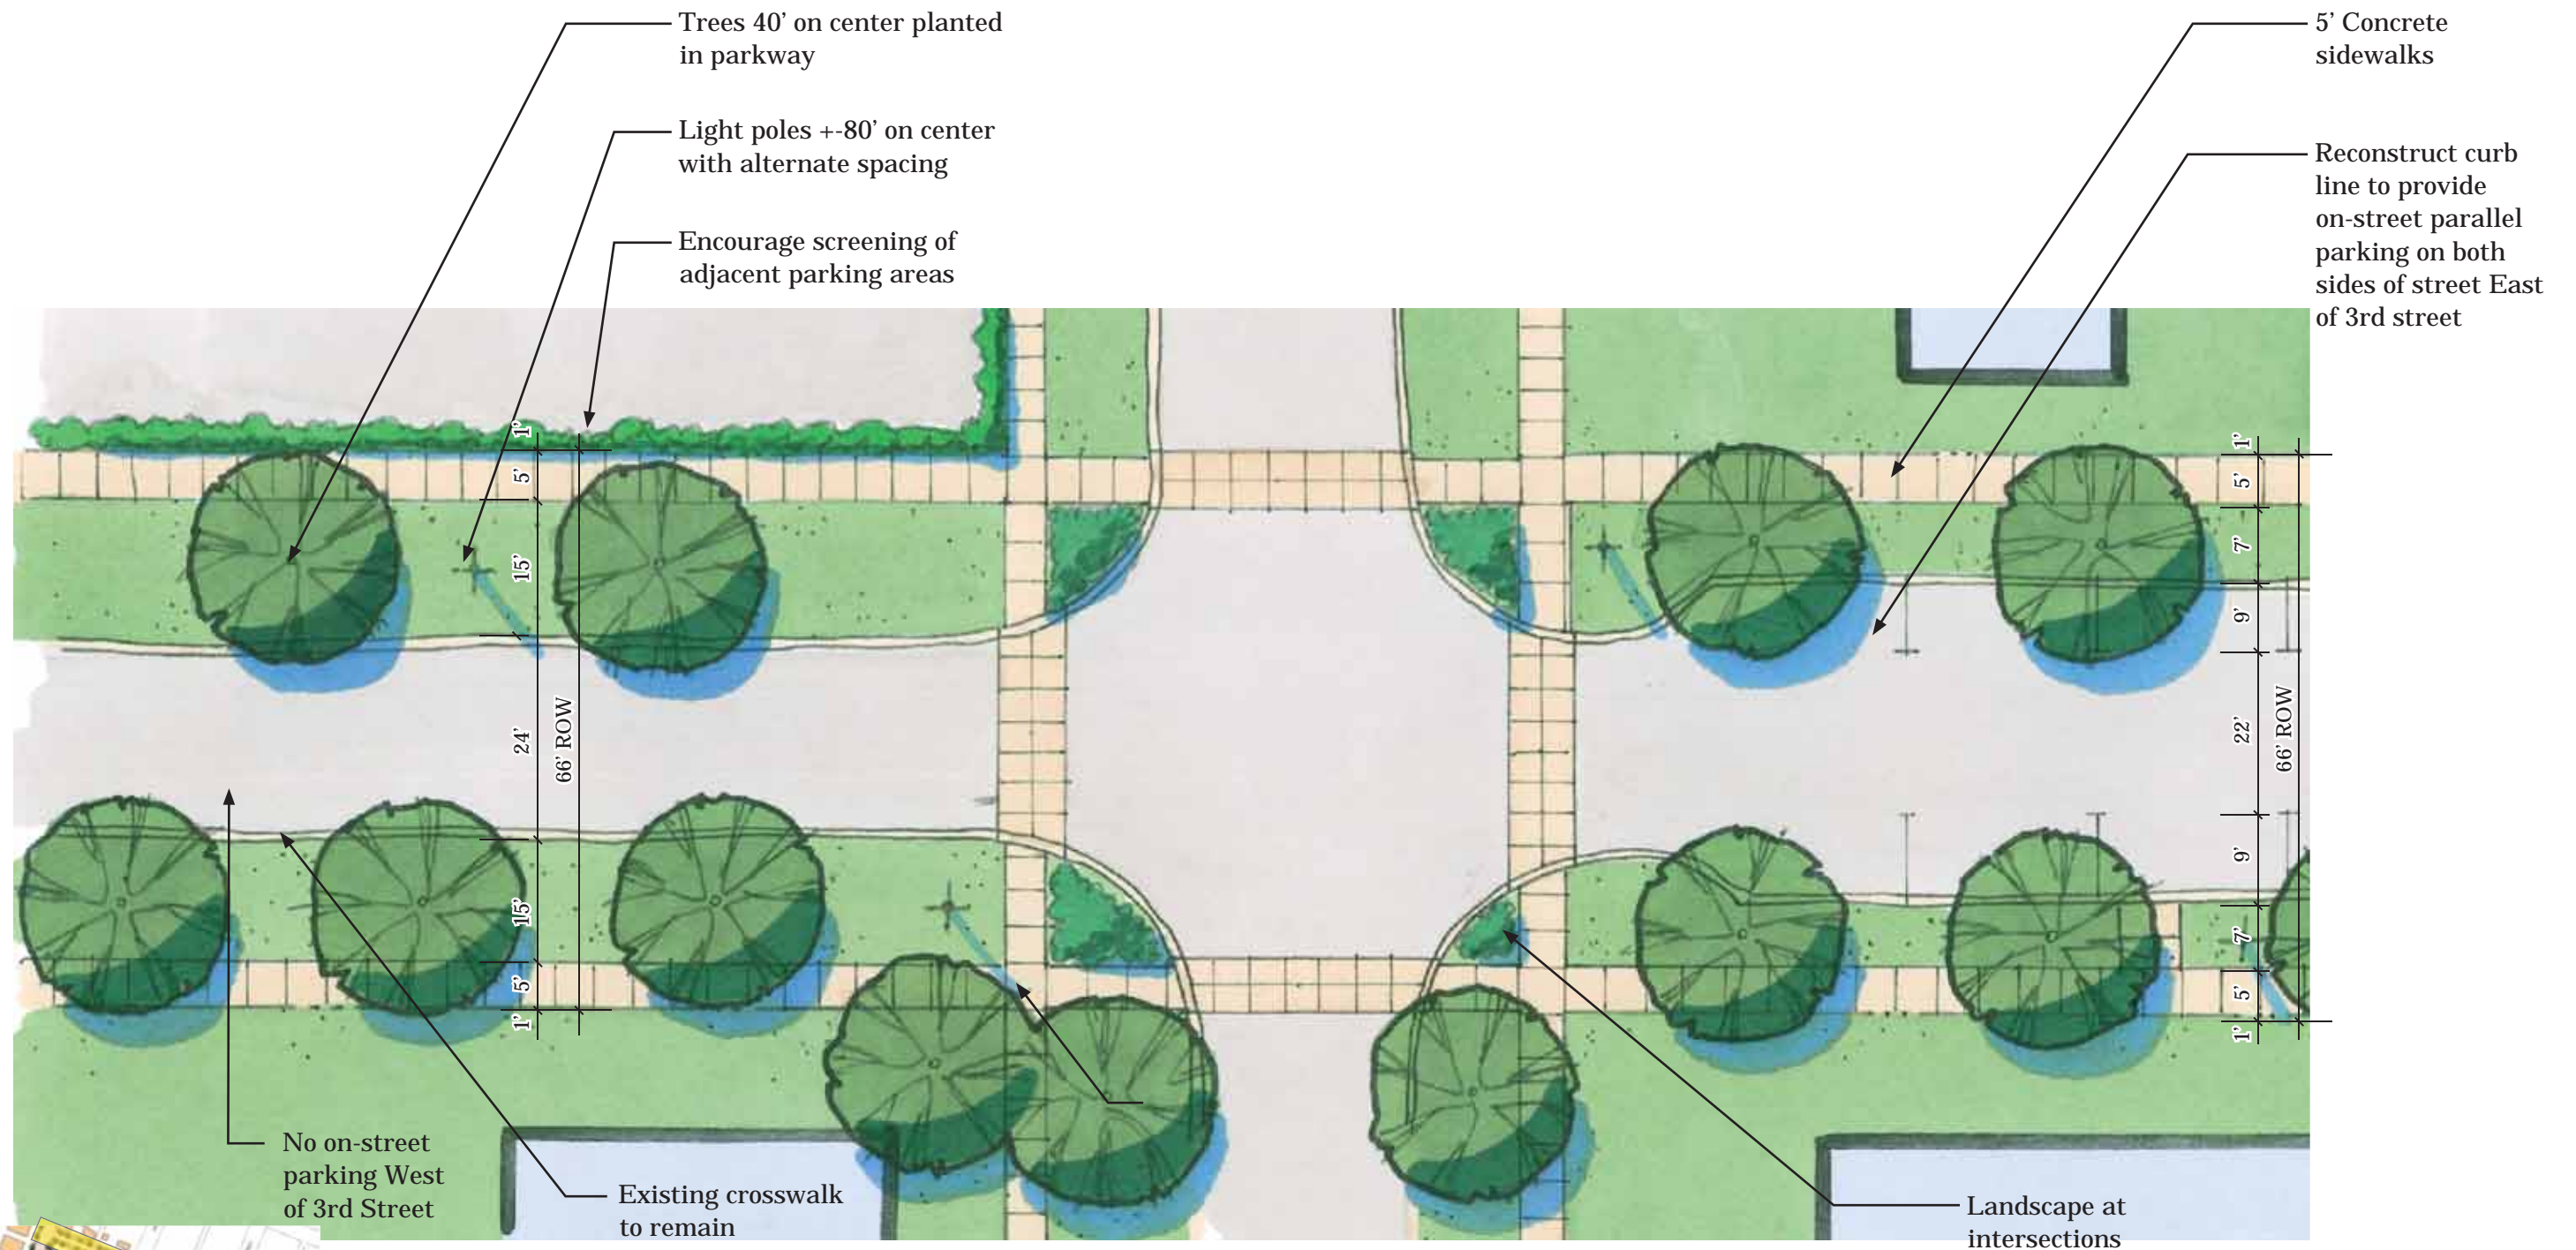 Trees 40’ on center planted
in parkway
Light poles +-80’ on center
with alternate spacing
Encourage screening of
adjacent parking areas
5’ Concrete
sidewalks
Reconstruct curb
line to provide
on-street parallel
parking on both
sides of street East
of 3rd street
1’
5’
15’
24’
66’ ROW
15’
5’
1’
1’
5’
7’
9’
22’
66’ ROW
9’
7’
5’
1’
No on-street
parking West
of 3rd Street
Existing crosswalk
to remain
Landscape at
intersections